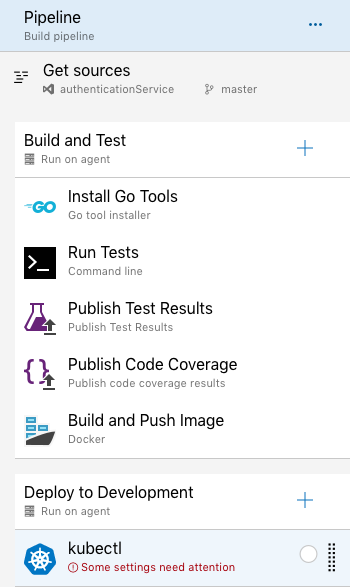 Pipeline
Build pipeline
Get sources
authenticationService master
Build and Test
Run on agent
Install Go Tools
GO
Go tool installer
Run Tests
Command line
Publish Test Results
Publish Test Results
Publish Code Coverage
Publish code coverage results
Build and Push Image
Docker
Deploy to Development
Run on agent
kubectl
Some settings need attention